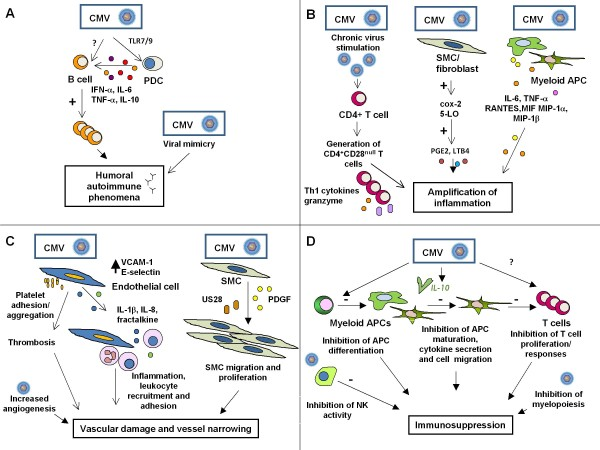 A
CMV
?
TLR7/9
B cell
PDC
IFN-α, IL-6
TNF-α, IL-10
+
CMV
Viral mimicry
Humoral
autoimmune
phenomena
B
CMV
CMV
CMV
Chronic virus
stimulation
CD4+ T cell
Generation of
CD4+CD28null T
cells
Th1 cytokines
granzyme
SMC/
fibroblast
+
cox-2
5-LO
+
PGE2, LTB4
Myeloid APC
IL-6, TNF-α
RANTES,MIF MIP-1α,
MIP-1β
Amplification of
inflammation
C
CMV
VCAM-1
E-selectin
Endothelial cell
Platelet
adhesion/
aggregation
IL-1β, IL-8,
fractalkine
Thrombosis
Inflammation,
leukocyte
recruitment and
adhesion
Increased
angiogenesis
CMV
SMC
US28
PDGF
SMC migration and
proliferation
Vascular damage and vessel narrowing
D
CMV
?
IL-10
-
-
-
Myeloid APCs
T cells
Inhibition of APC
differentiation
Inhibition of APC
maturation,
cytokine secretion
and cell migration
Inhibition of T cell
proliferation/
responses
-
Inhibition of NK
activity
Inhibition of
myelopoiesis
Immunosuppression